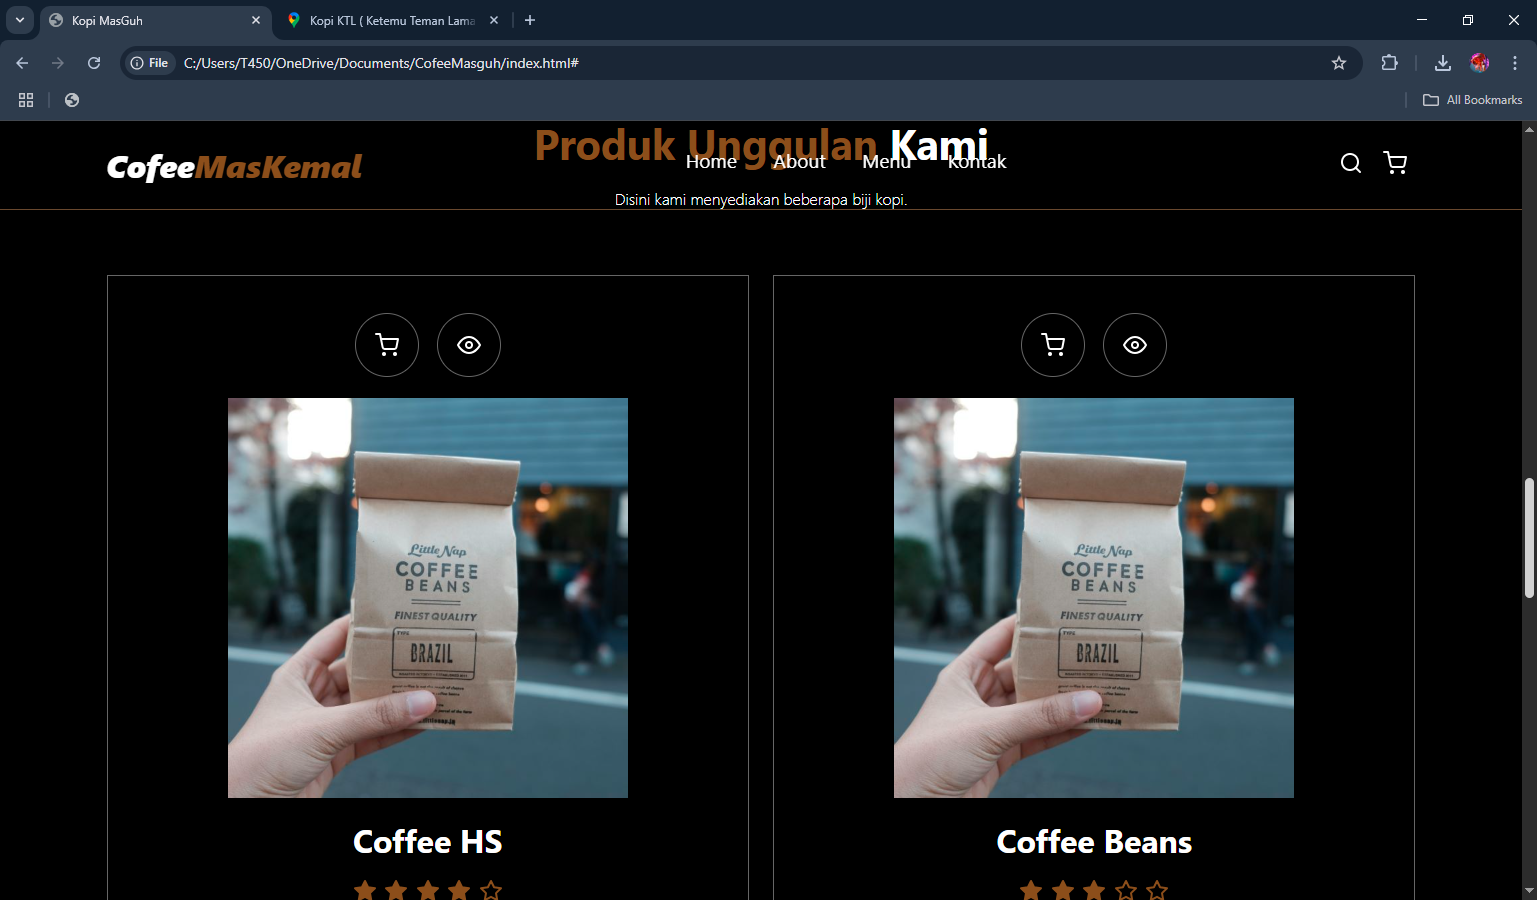 Kopi MasGuh
Kopi KTL ( Ketemu Teman Lama
File
C:/Users/T450/OneDrive/Documents/CofeeMasguh/index.html#
All Bookmarks
CofeeMasKemal
Produk Unggulan Kami
Home About Menu Kontak
Disini kami menyediakan beberapa biji kopi.
Little Nap
COFFEE
BEANS
FINEST QUALITY
TYPE
BRAZIL
Little Nap
COFFEE
BEANS
FINEST QUALITY
TYPE
BRAZIL
Coffee HS
Coffee Beans